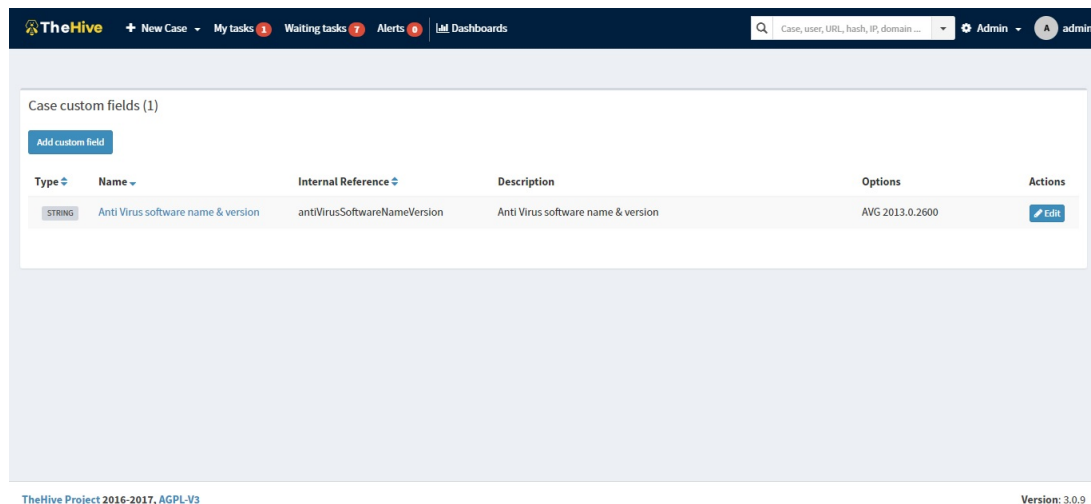 TheHive + New Case My tasks 1 Waiting tasks 7 Alerts 0 Dashboards Case, user, URL, hash, IP, domain ... Admin A admin
Case custom fields (1)
Add custom field
Type Name Internal Reference Description Options Actions
STRING Anti Virus software name & version antiVirusSoftwareNameVersion Anti Virus software name & version AVG 2013.0.2600 Edit
TheHive Project 2016-2017, AGPL-V3 Version: 3.0.9